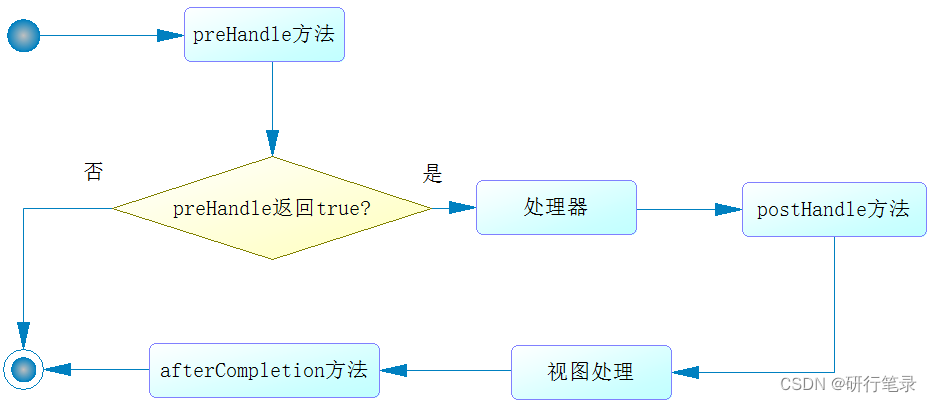 preHandle方法
否
是
preHandle返回true?
处理器
postHandle方法
afterCompletion方法
视图处理
CSDN @研行笔录